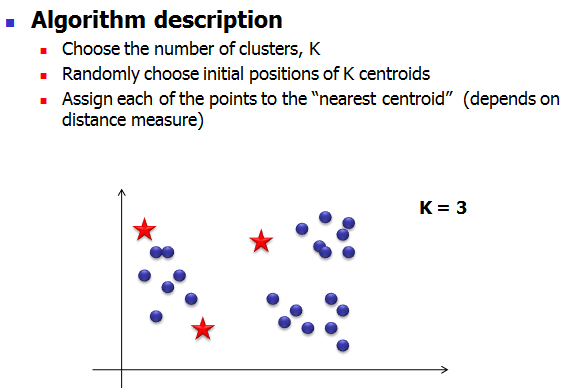 Algorithm description
Choose the number of clusters, K
Randomly choose initial positions of K centroids
Assign each of the points to the “nearest centroid” (depends on
distance measure)
K = 3